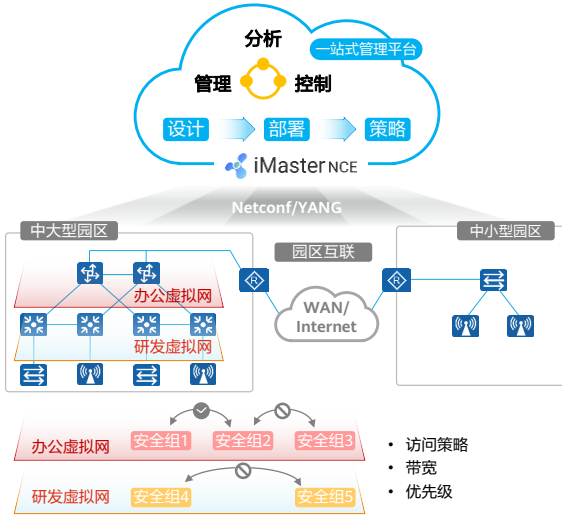 分析
一站式管理平台
管理
控制
设计
部署
策略
iMaster NCE
Netconf/YANG
中大型园区
中小型园区
园区互联
办公虚拟网
R
R
WAN/
Internet
研发虚拟网
办公虚拟网
安全组1
安全组2
安全组3
研发虚拟网
安全组4
安全组5
• 访问策略
• 带宽
• 优先级